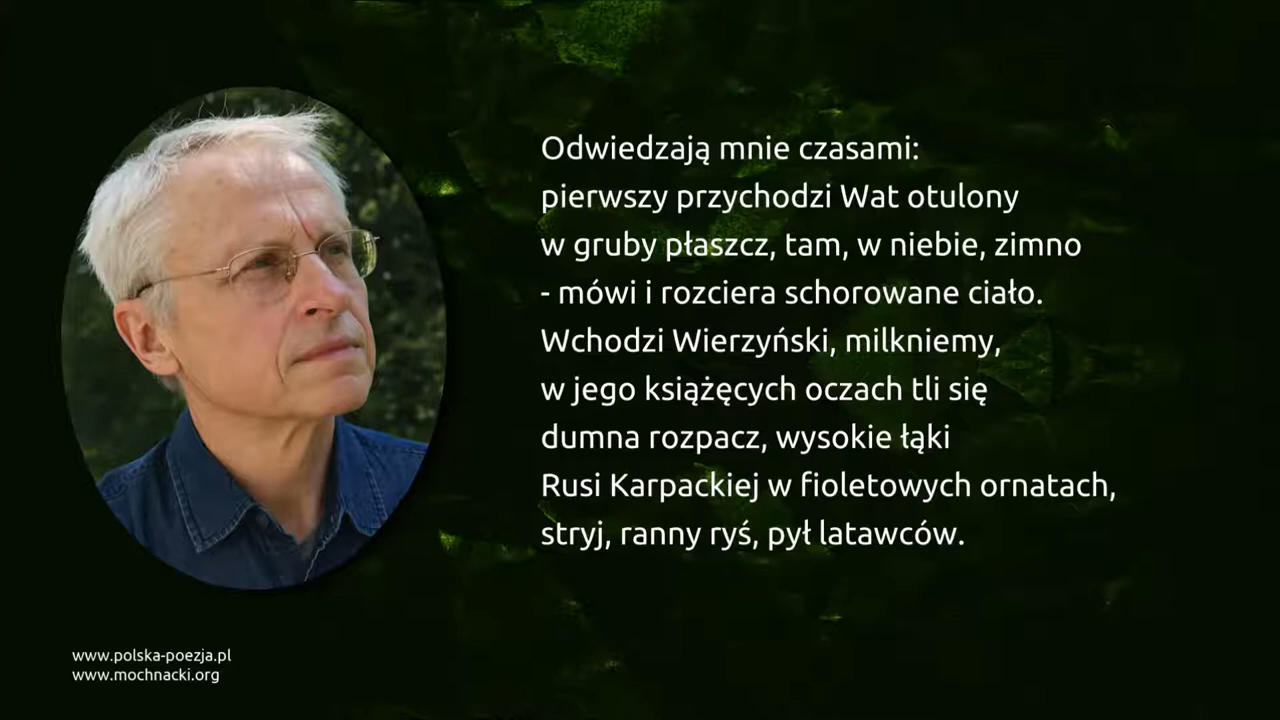 Odwiedzają mnie czasami:
pierwszy przychodzi Wat otulony
w gruby płaszcz, tam, w niebie, zimno
- mówi i rozciera schorowane ciało.
Wchodzi Wierzyński, milkniemy,
w jego książęcych oczach tli się
dumna rozpacz, wysokie łąki
Rusi Karpackiej w fioletowych ornatach,
stryj, ranny ryś, pył latawców.
www.polska-poezja.pl
www.mochnacki.org